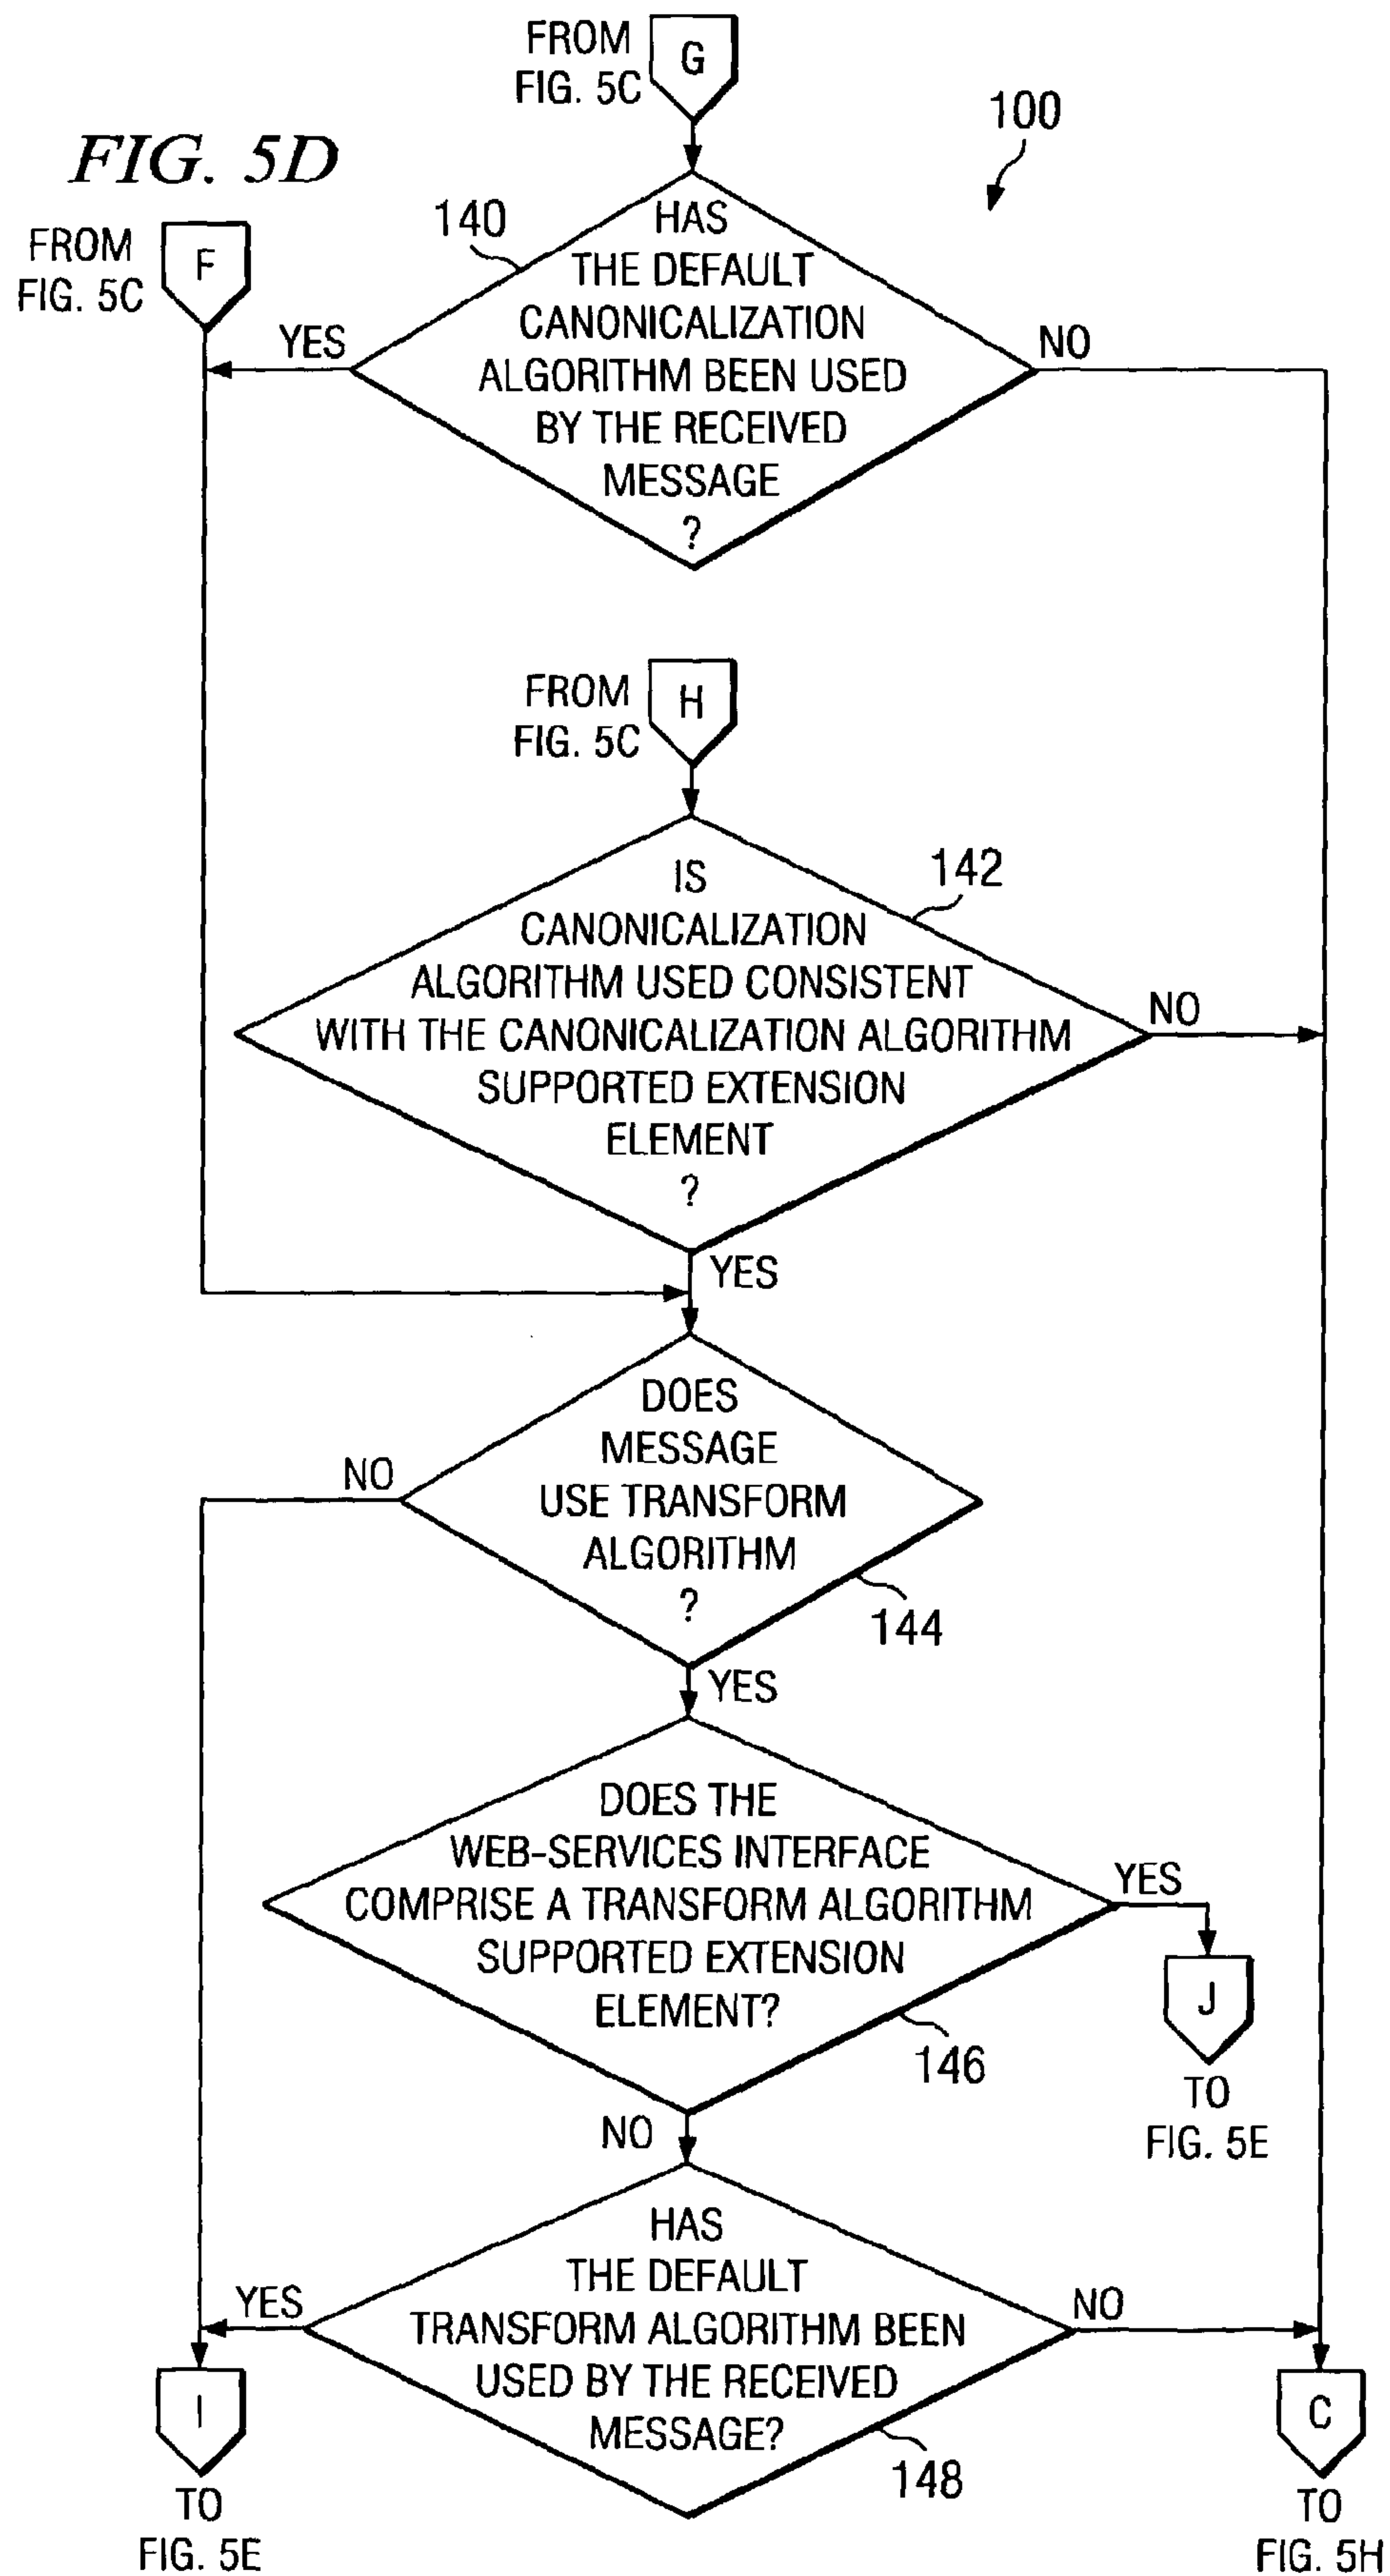 FROM
FIG. 5C
G
100
FIG. 5D
FROM
FIG. 5C
F
140
HAS
THE DEFAULT
CANONICALIZATION
ALGORITHM BEEN USED
BY THE RECEIVED
MESSAGE
?
YES
NO
FROM
FIG. 5C
H
142
IS
CANONICALIZATION
ALGORITHM USED CONSISTENT
WITH THE CANONICALIZATION ALGORITHM
SUPPORTED EXTENSION
ELEMENT
?
NO
YES
DOES
MESSAGE
USE TRANSFORM
ALGORITHM
?
NO
144
YES
DOES THE
WEB-SERVICES INTERFACE
COMPRISE A TRANSFORM ALGORITHM
SUPPORTED EXTENSION
ELEMENT?
YES
J
TO
FIG. 5E
146
NO
HAS
THE DEFAULT
TRANSFORM ALGORITHM BEEN
USED BY THE RECEIVED
MESSAGE?
YES
NO
148
I
TO
FIG. 5E
C
TO
FIG. 5H